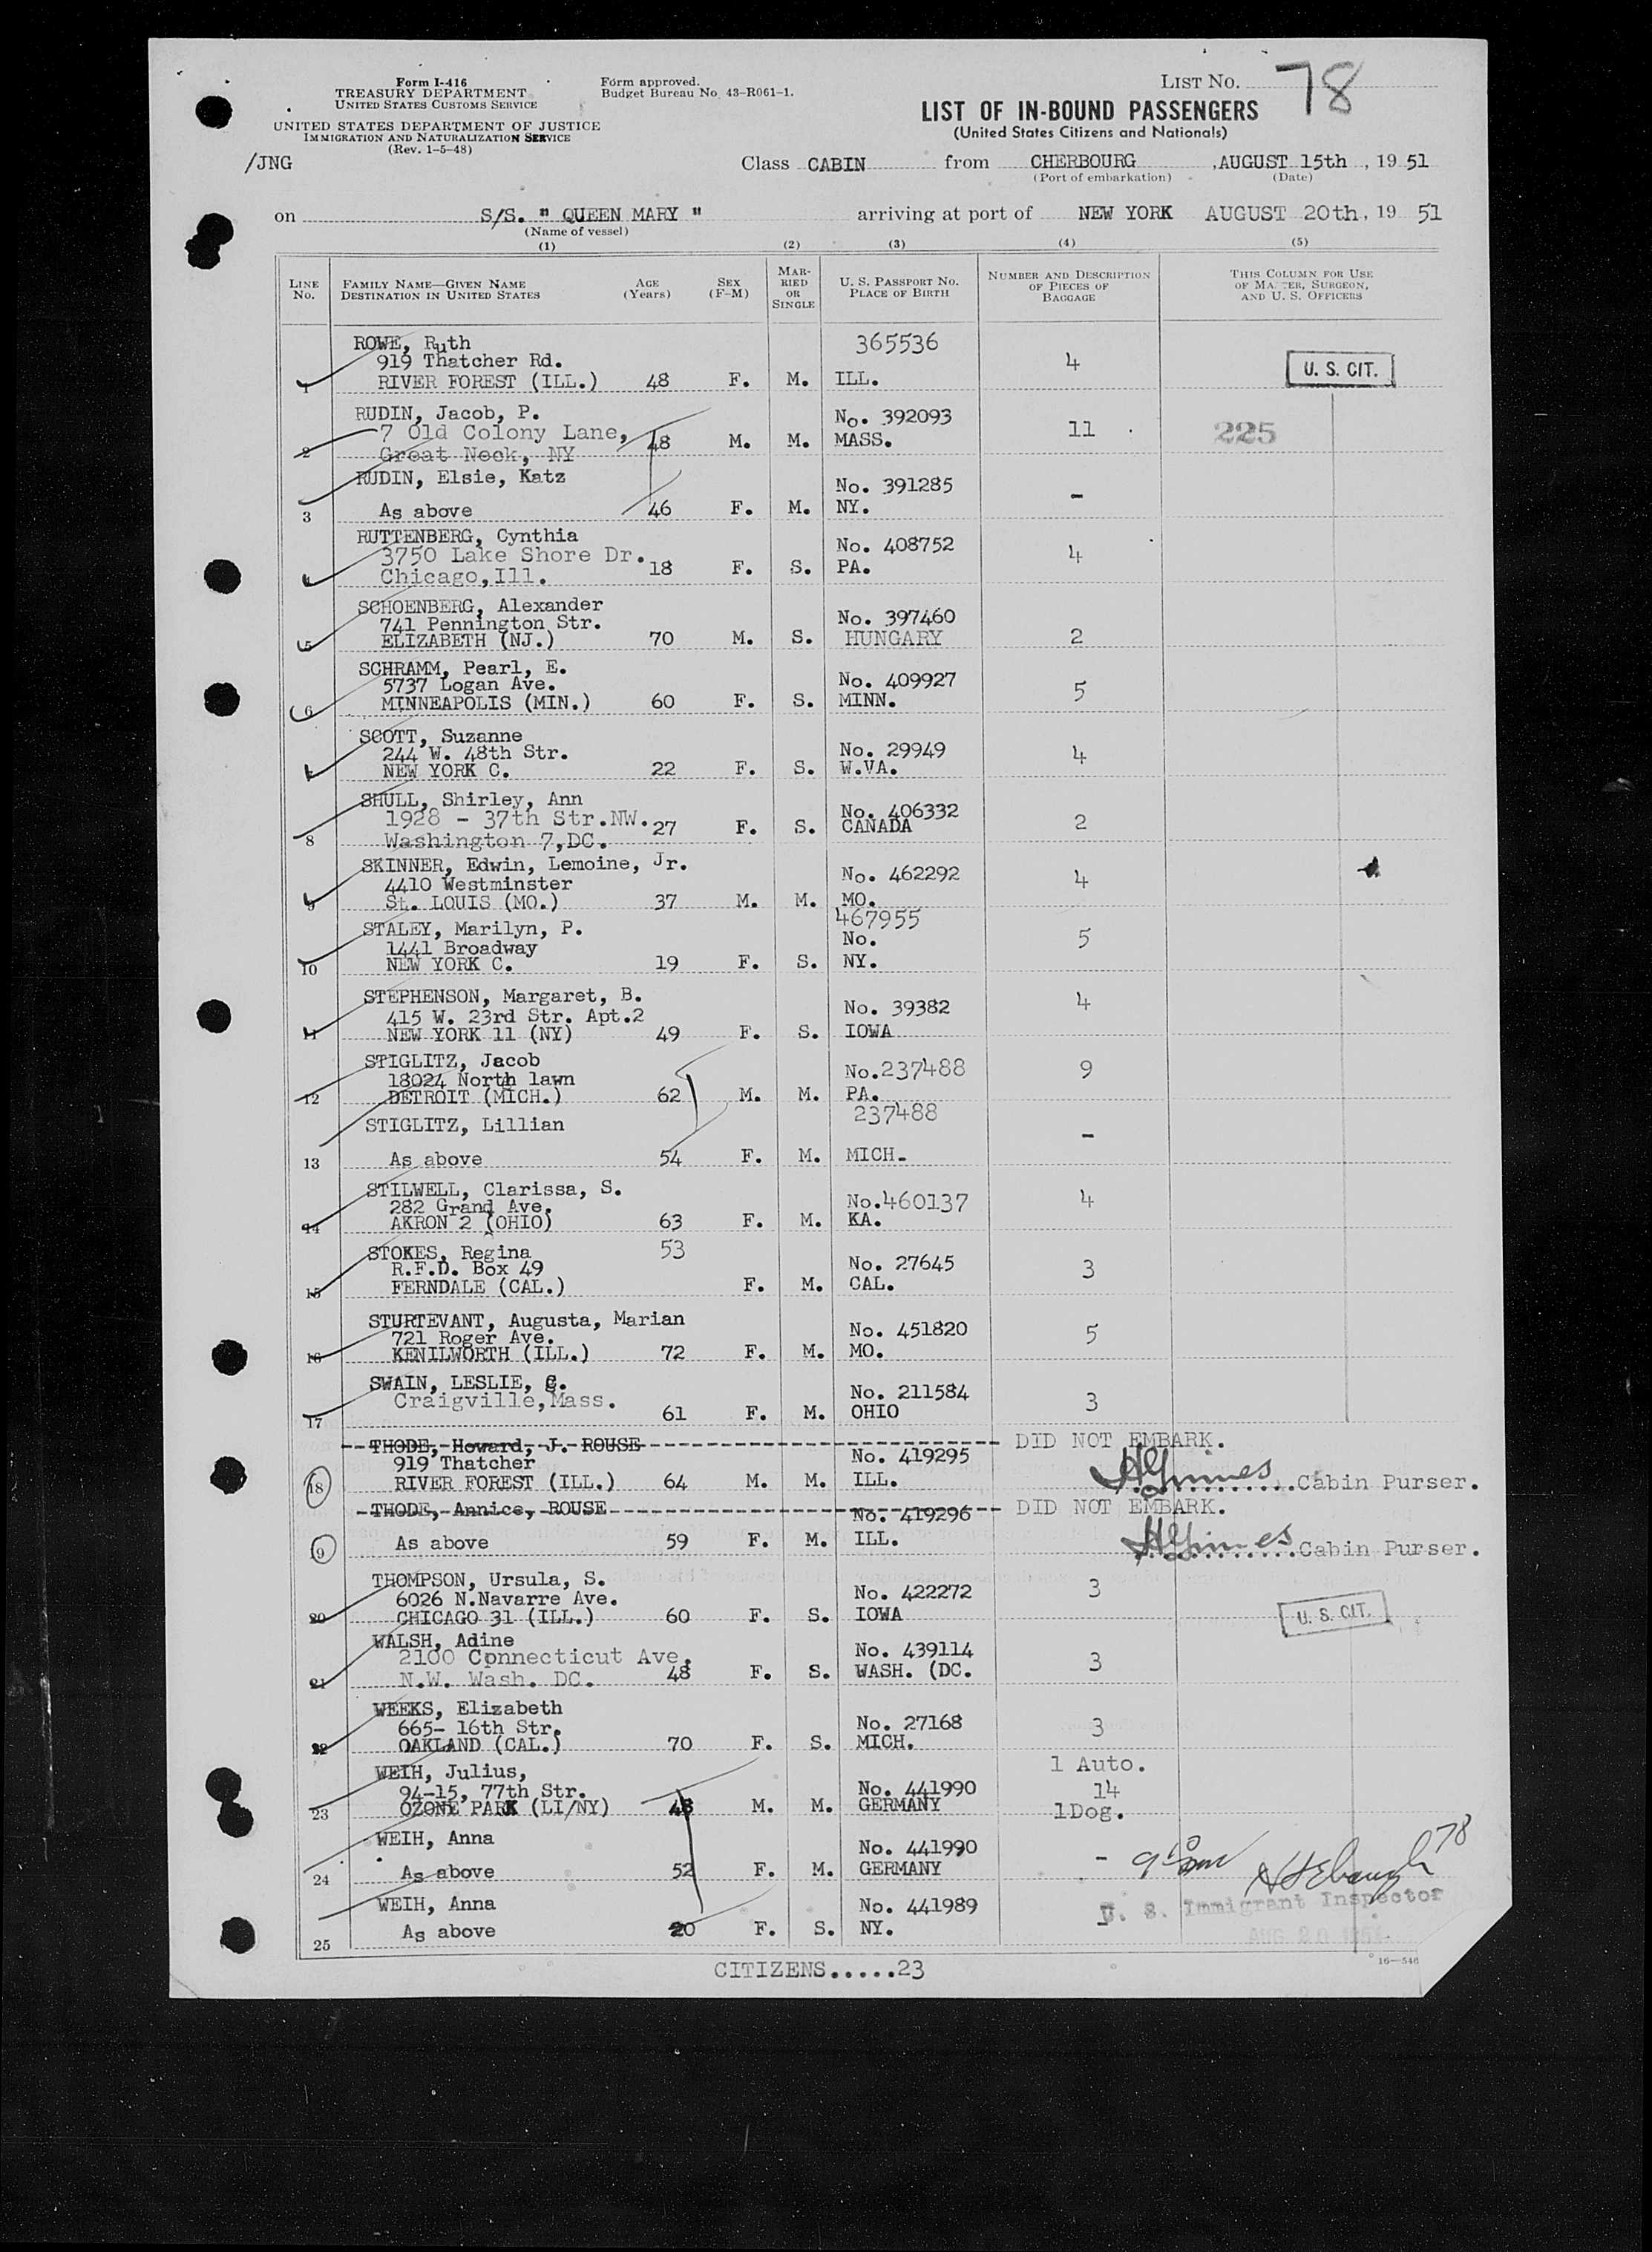 Form I-416
TREASURY DEPARTMENT
UNITED STATES CUSTOMS SERVICE
Form approved.
Budget Bureau No. 43-R061-1.
LIST NO. 78
UNITED STATES DEPARTMENT OF JUSTICE
IMMIGRATION AND NATURALIZATION SERVICE
(Rev. 1-5-48)
LIST OF IN-BOUND PASSENGERS
(United States Citizens and Nationals)
/JNG
Class CABIN from CHERBOURG , AUGUST 15th , 19 51
(Port of embarkation) (Date)
on S/S. " QUEEN MARY " arriving at port of NEW YORK AUGUST 20th, 19 51
(Name of vessel)
(1) (2) (3) (4) (5)
LINE NO. FAMILY NAME—GIVEN NAME DESTINATION IN UNITED STATES AGE (Years) SEX (F-M) MARRIED OR SINGLE U. S. PASSPORT NO. PLACE OF BIRTH NUMBER AND DESCRIPTION OF PIECES OF BAGGAGE THIS COLUMN FOR USE OF MASTER, SURGEON, AND U. S. OFFICERS
ROWE, Ruth 365536
919 Thatcher Rd. 4 U. S. CIT.
1 RIVER FOREST (ILL.) 48 F. M. ILL.
RUDIN, Jacob, P. No. 392093
7 Old Colony Lane, 48 M. M. MASS. 11 225
2 Great Neck, NY
RUDIN, Elsie, Katz No. 391285 -
3 As above 46 F. M. NY.
RUTTENBERG, Cynthia No. 408752
3750 Lake Shore Dr. 18 F. S. PA. 4
4 Chicago,Ill.
SCHOENBERG, Alexander No. 397460
741 Pennington Str.
5 ELIZABETH (NJ.) 70 M. S. HUNGARY 2
SCHRAMM, Pearl, E. No. 409927
5737 Logan Ave. 5
6 MINNEAPOLIS (MIN.) 60 F. S. MINN.
SCOTT, Suzanne No. 29949
244 W. 48th Str. 4
7 NEW YORK C. 22 F. S. W.VA.
SHULL, Shirley, Ann No. 406332
1928 - 37th Str.NW. 27 F. S. CANADA 2
8 Washington 7,DC.
SKINNER, Edwin, Lemoine, Jr. No. 462292
4410 Westminster 4
9 St. LOUIS (MO.) 37 M. M. MO.
467955
STALEY, Marilyn, P. No. 5
1441 Broadway
10 NEW YORK C. 19 F. S. NY.
STEPHENSON, Margaret, B. No. 39382 4
415 W. 23rd Str. Apt.2
11 NEW YORK 11 (NY) 49 F. S. IOWA
STIGLITZ, Jacob No.237488 9
18024 North lawn
12 DETROIT (MICH.) 62 M. M. PA.
STIGLITZ, Lillian 237488 -
13 As above 54 F. M. MICH-
STILWELL, Clarissa, S. No.460137 4
282 Grand Ave.
14 AKRON 2 (OHIO) 63 F. M. KA.
STOKES, Regina 53
R.F.D. Box 49 No. 27645 3
15 FERNDALE (CAL.) F. M. CAL.
STURTEVANT, Augusta, Marian No. 451820 5
721 Roger Ave.
16 KENILWORTH (ILL.) 72 F. M. MO.
SWAIN, LESLIE, C. No. 211584 3
Craigville,Mass.
17 61 F. M. OHIO
THODE, Howard, J. ROUSE DID NOT EMBARK.
919 Thatcher No. 419295
18 RIVER FOREST (ILL.) 64 M. M. ILL. Cabin Purser.
THODE, Annice, ROUSE No. 419296 DID NOT EMBARK.
19 As above 59 F. M. ILL. Cabin Purser.
THOMPSON, Ursula, S. No. 422272 3
6026 N.Navarre Ave.
20 CHICAGO 31 (ILL.) 60 F. S. IOWA U. S. CIT.
WALSH, Adine No. 439114
2100 Connecticut Ave. 3
21 N.W. Wash. DC. 48 F. S. WASH. (DC.
WEEKS, Elizabeth No. 27168 3
665- 16th Str.
22 OAKLAND (CAL.) 70 F. S. MICH.
WEIH, Julius, 1 Auto.
94-15, 77th Str. No. 441990 14
23 OZONE PARK (LI/NY) 48 M. M. GERMANY 1Dog.
WEIH, Anna No. 441990 - 78
24 As above 52 F. M. GERMANY
WEIH, Anna No. 441989 U. S. Immigrant Inspector
25 As above 20 F. S. NY. AUG 20 1951
CITIZENS.....23
16—546